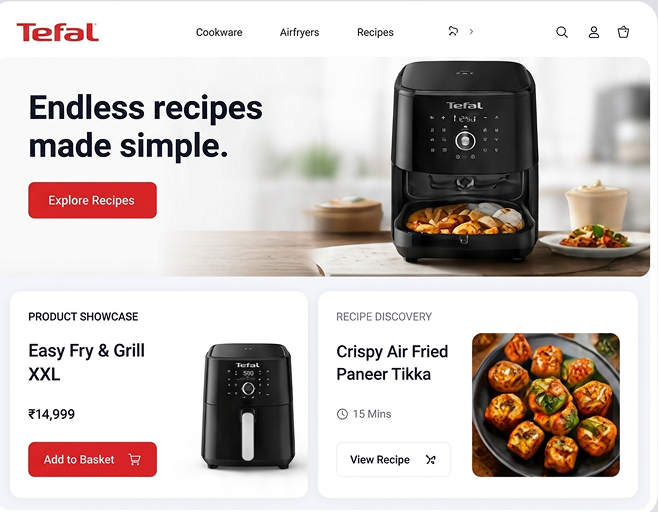 Tefal
Cookware
Airfryers
Recipes
Endless recipes
made simple.
Explore Recipes
Tefal
PRODUCT SHOWCASE
Easy Fry & Grill
XXL
₹14,999
Add to Basket
Tefal
RECIPE DISCOVERY
Crispy Air Fried
Paneer Tikka
15 Mins
View Recipe